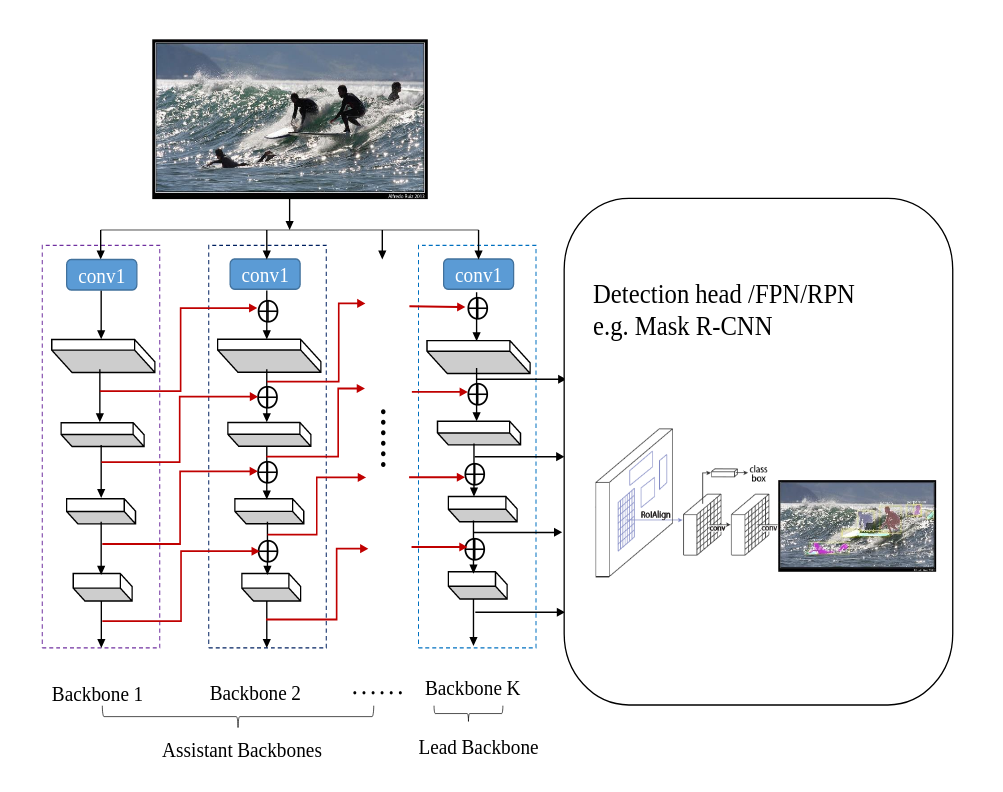 Alfredo Ruiz 2013
conv1
conv1
conv1
Detection head /FPN/RPN
e.g. Mask R-CNN
class
box
RoIAlign
conv
conv
Backbone 1
Backbone 2
......
Backbone K
Assistant Backbones
Lead Backbone